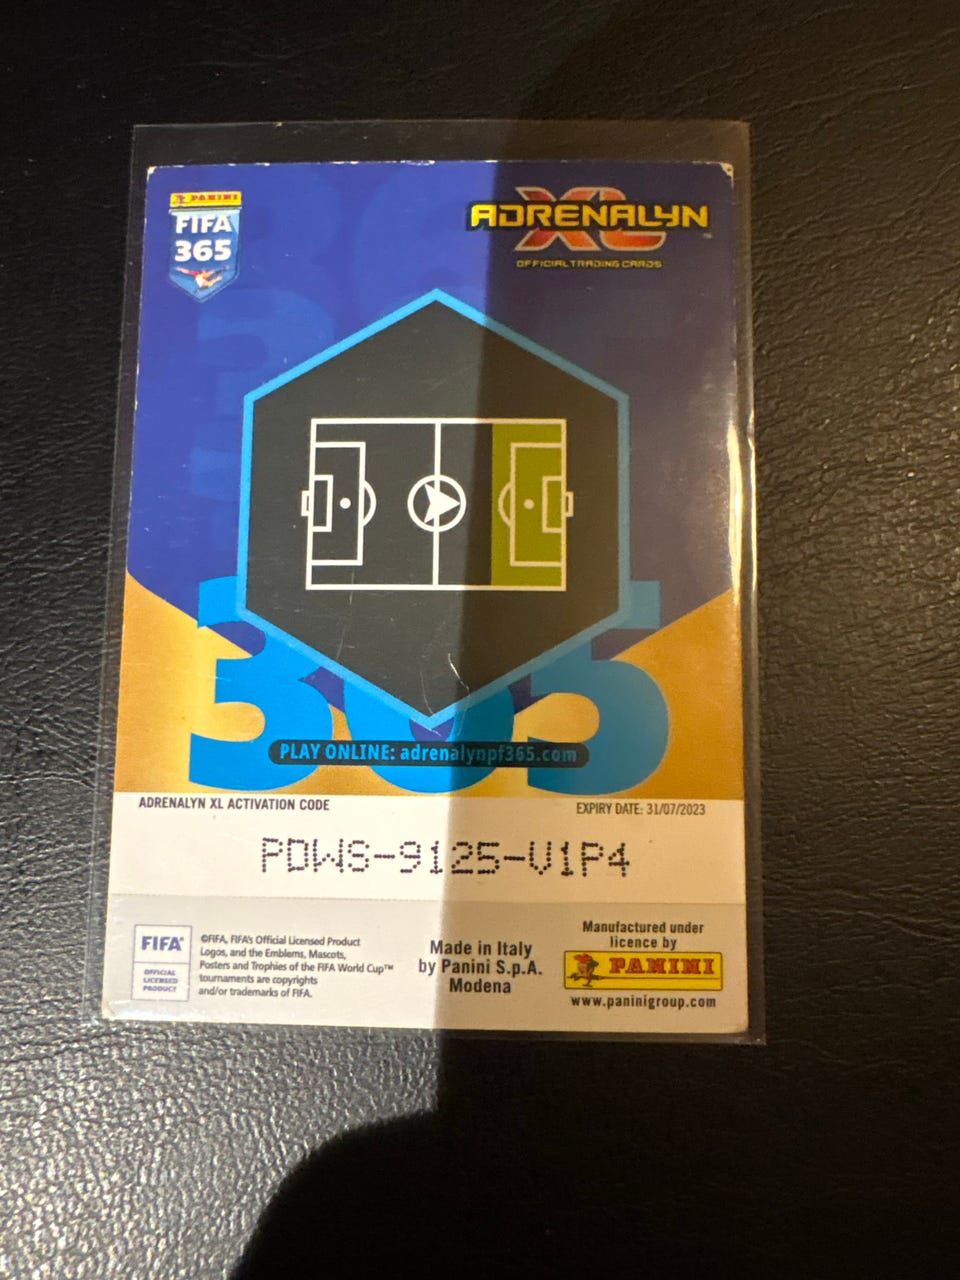 PANINI
FIFA
365
XL
ADRENALYN
™
OFFICIAL TRADING CARDS
365
PLAY ONLINE: adrenalynpf365.com
ADRENALYN XL ACTIVATION CODE
EXPIRY DATE: 31/07/2023
PDWS-9125-V1P4
FIFA®
OFFICIAL
LICENSED
PRODUCT
©FIFA, FIFA's Official Licensed Product
Logos, and the Emblems, Mascots,
Posters and Trophies of the FIFA World Cup™
tournaments are copyrights
and/or trademarks of FIFA.
Made in Italy
by Panini S.p.A.
Modena
Manufactured under
licence by
PANINI
www.paninigroup.com